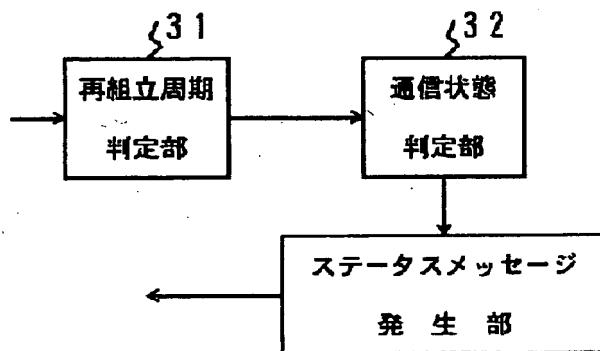 31
再組立周期
判定部
32
通信状態
判定部
ステータスメッセージ
発生部